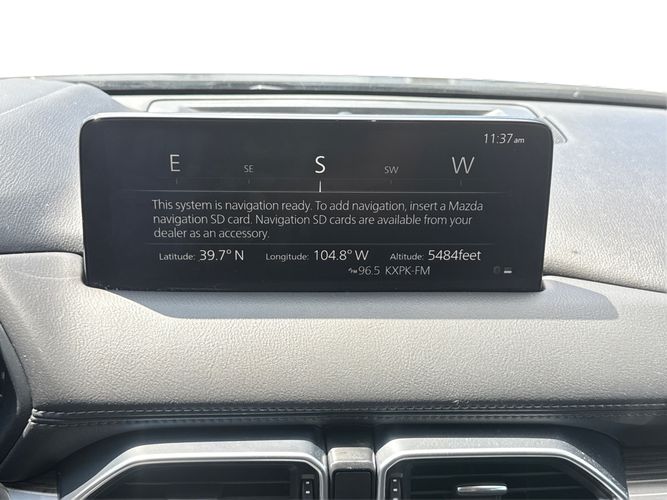 11:37am
E SE S SW W
This system is navigation ready. To add navigation, insert a Mazda
navigation SD card. Navigation SD cards are available from your
dealer as an accessory.
Latitude: 39.7° N Longitude: 104.8° W Altitude: 5484feet
FM 96.5 KXPK-FM